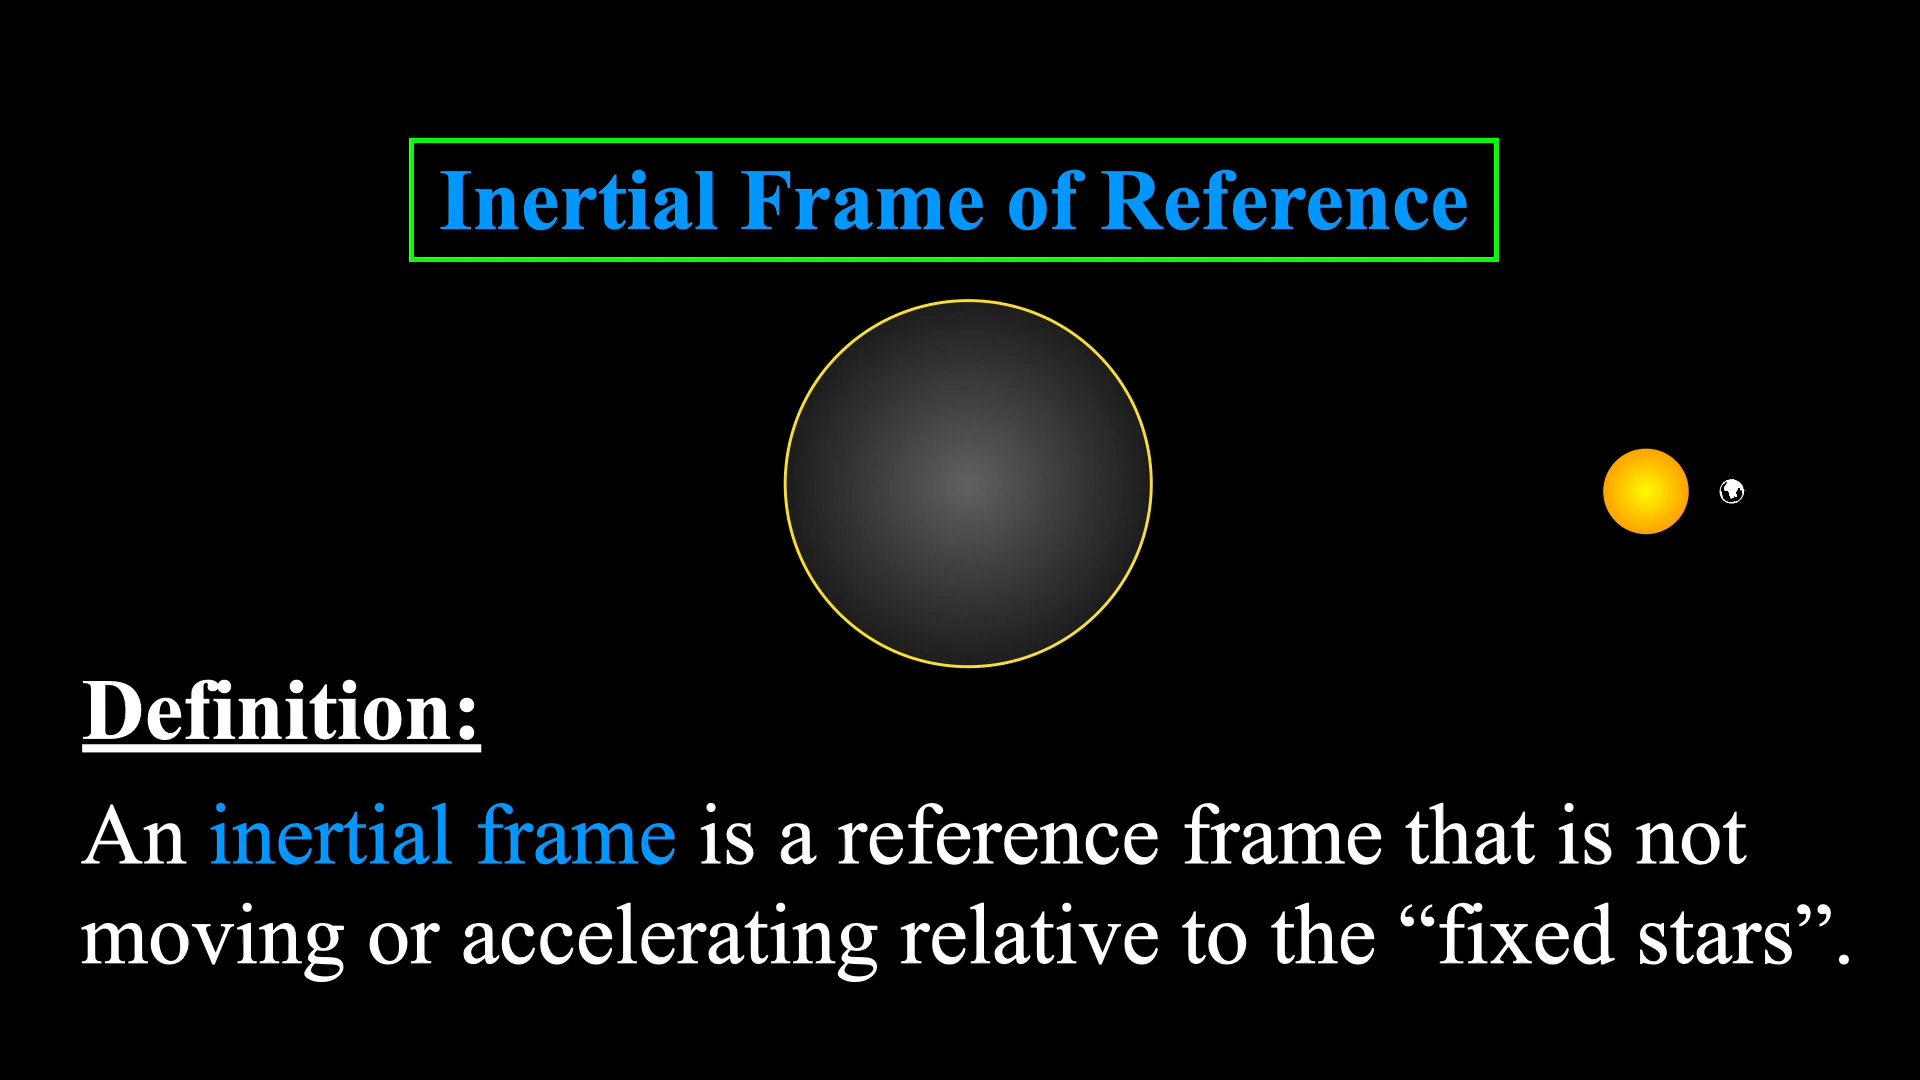 Inertial Frame of Reference
Definition:
An inertial frame is a reference frame that is not
moving or accelerating relative to the “fixed stars”.